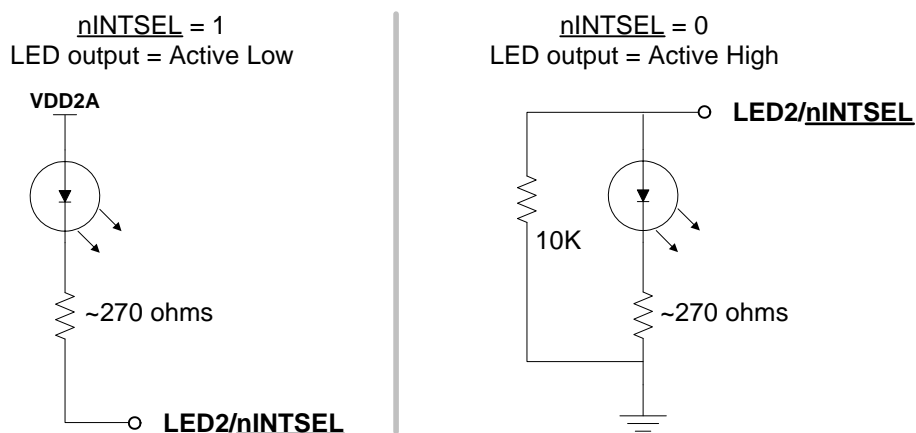 nINTSEL = 1
LED output = Active Low
VDD2A
~270 ohms
LED2/nINTSEL
nINTSEL = 0
LED output = Active High
LED2/nINTSEL
10K
~270 ohms